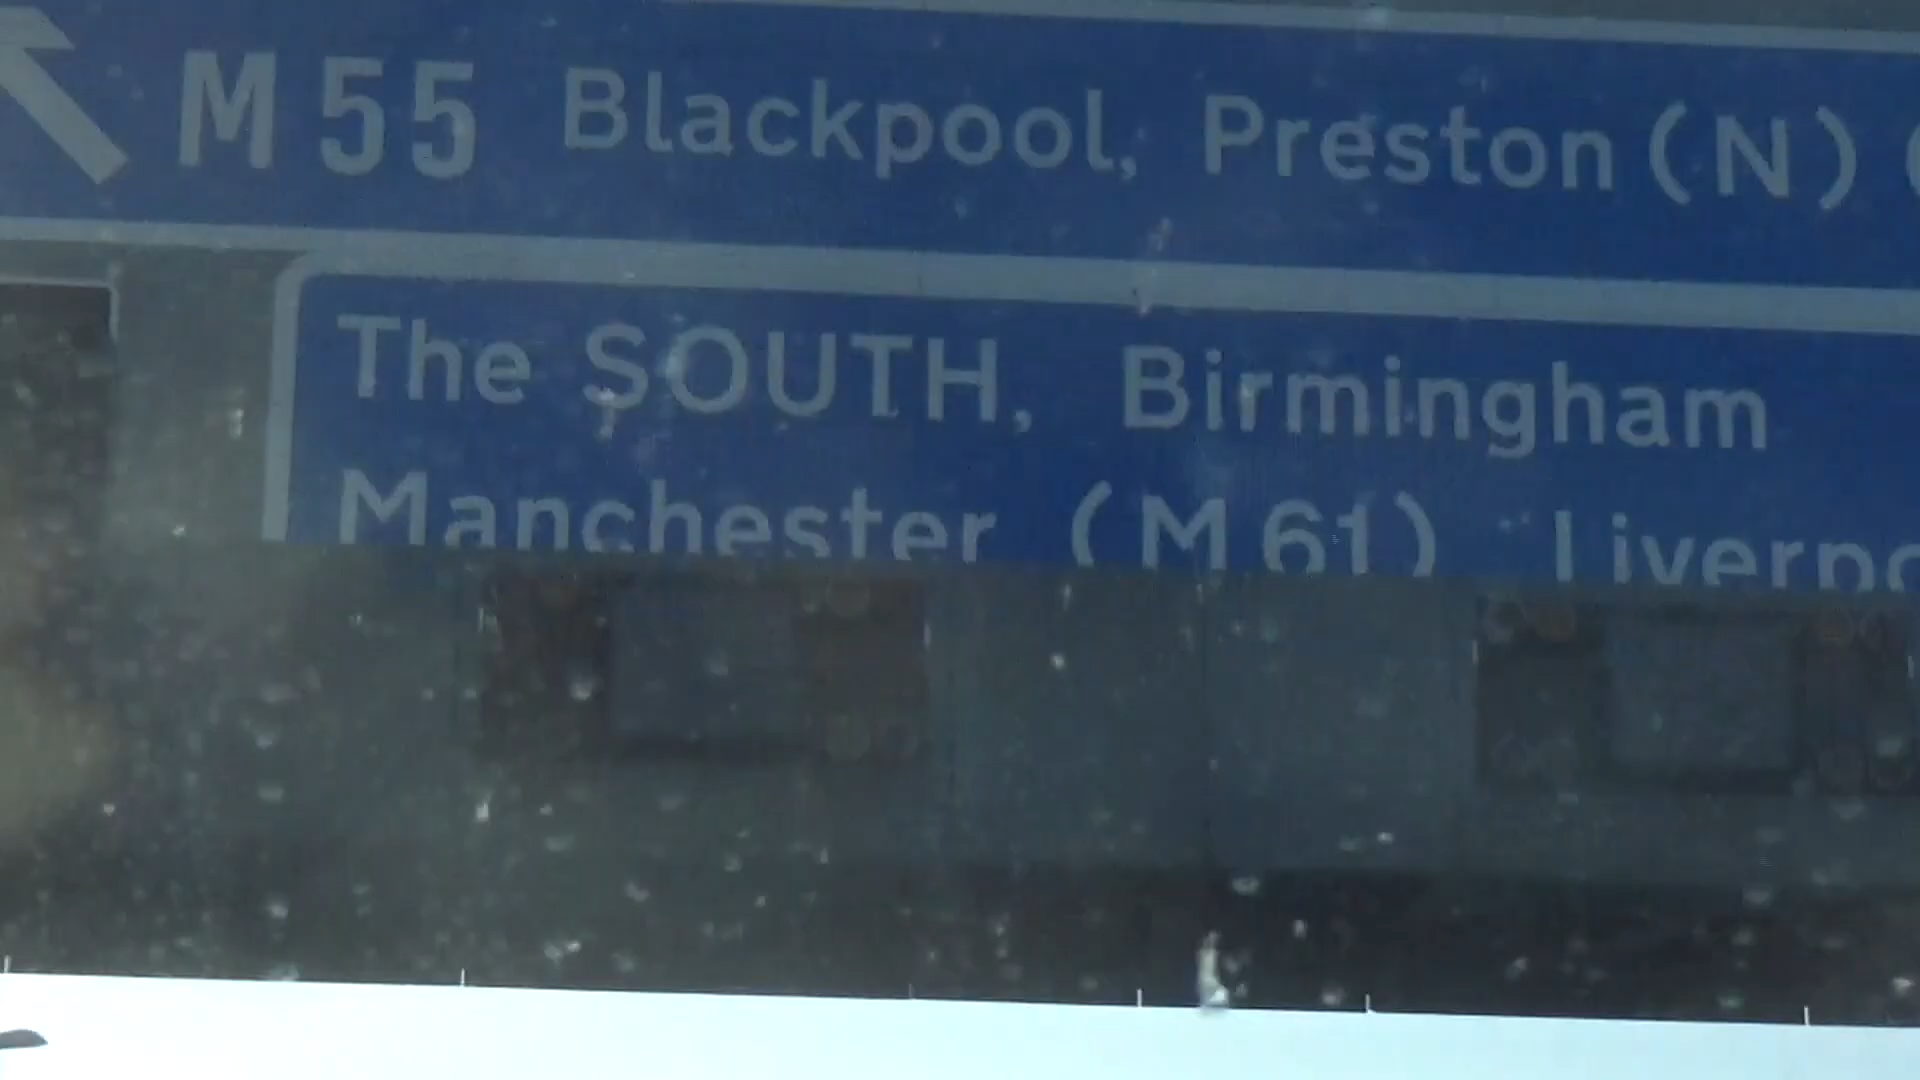 M55 Blackpool, Preston (N)
The SOUTH, Birmingham
Manchester (M61)